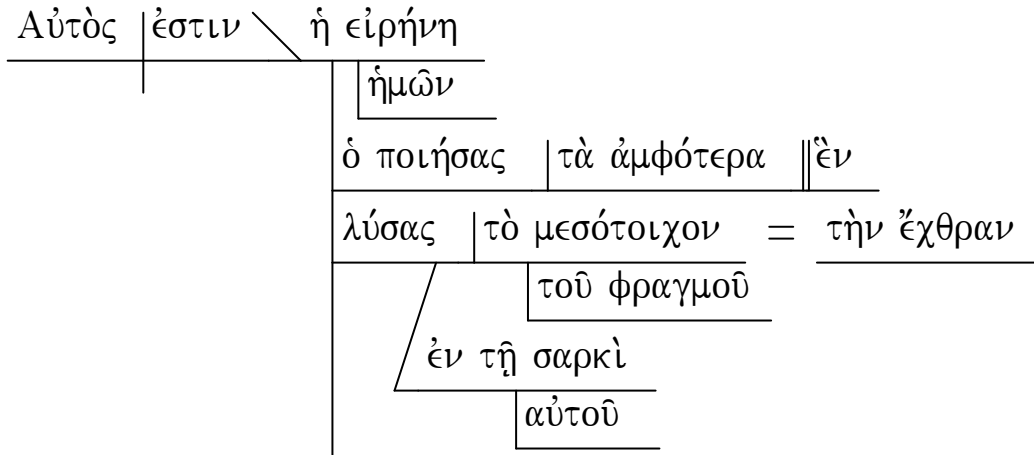 Αὐτὸς ἐστιν ἡ εἰρήνη
ἡμῶν
ὁ ποιήσας τὰ ἀμφότερα ἓν
λύσας τὸ μεσότοιχον = τὴν ἔχθραν
τοῦ φραγμοῦ
ἐν τῇ σαρκὶ
αὐτοῦ